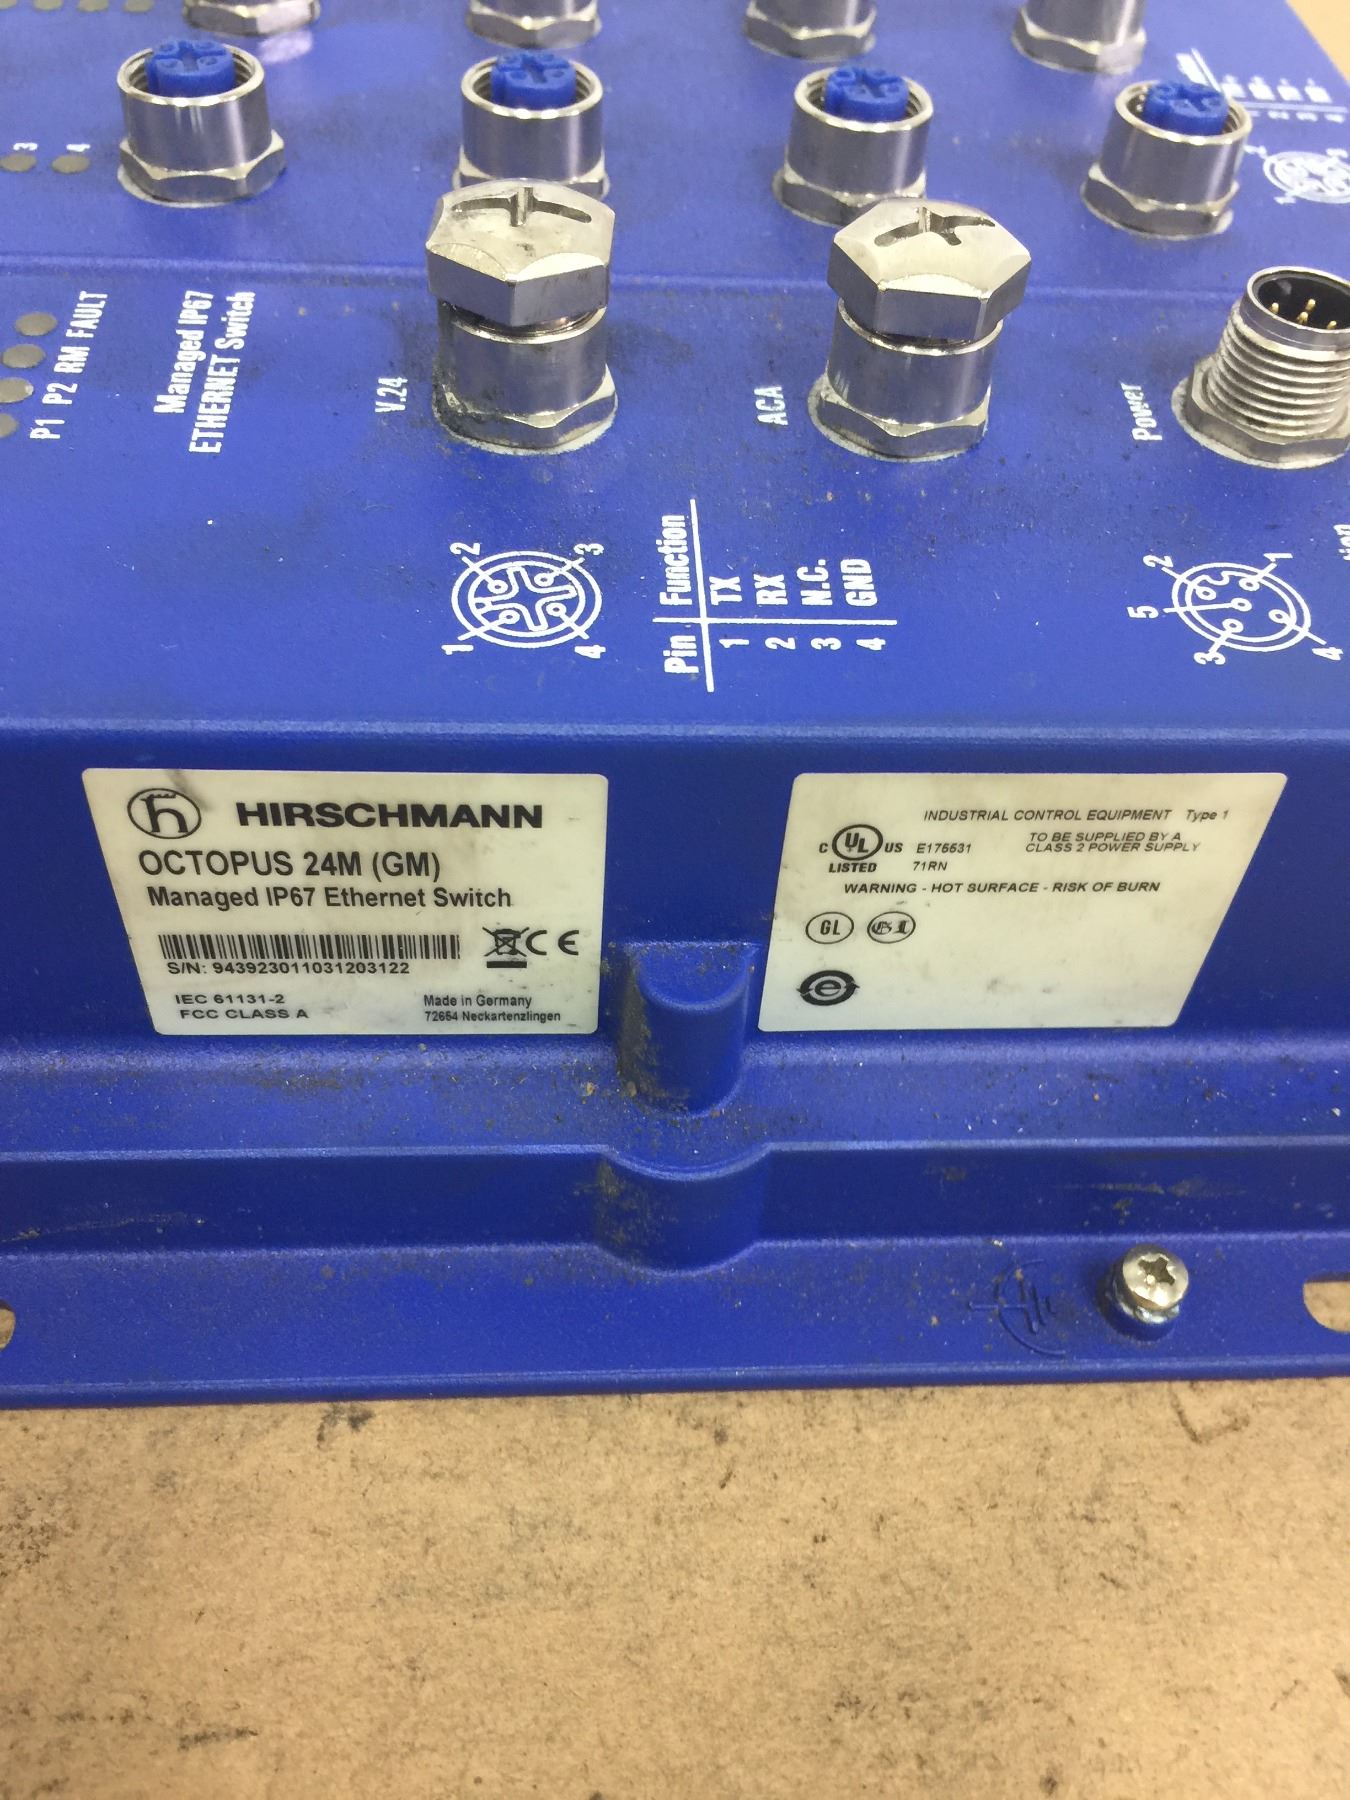 3
4
P1 P2 RM FAULT
Managed IP67
ETHERNET Switch
V.24
ACA
Power
2
3
1
4
Pin Function
1 TX
2 RX
3 N.C.
4 GND
2
1
5
3
4
HIRSCHMANN
OCTOPUS 24M (GM)
Managed IP67 Ethernet Switch
CE
S/N: 943923011031203122
IEC 61131-2
FCC CLASS A
Made in Germany
72654 Neckartenzlingen
INDUSTRIAL CONTROL EQUIPMENT Type 1
C UL US E175531
TO BE SUPPLIED BY A
CLASS 2 POWER SUPPLY
LISTED 71RN
WARNING - HOT SURFACE - RISK OF BURN
GL
GL
e